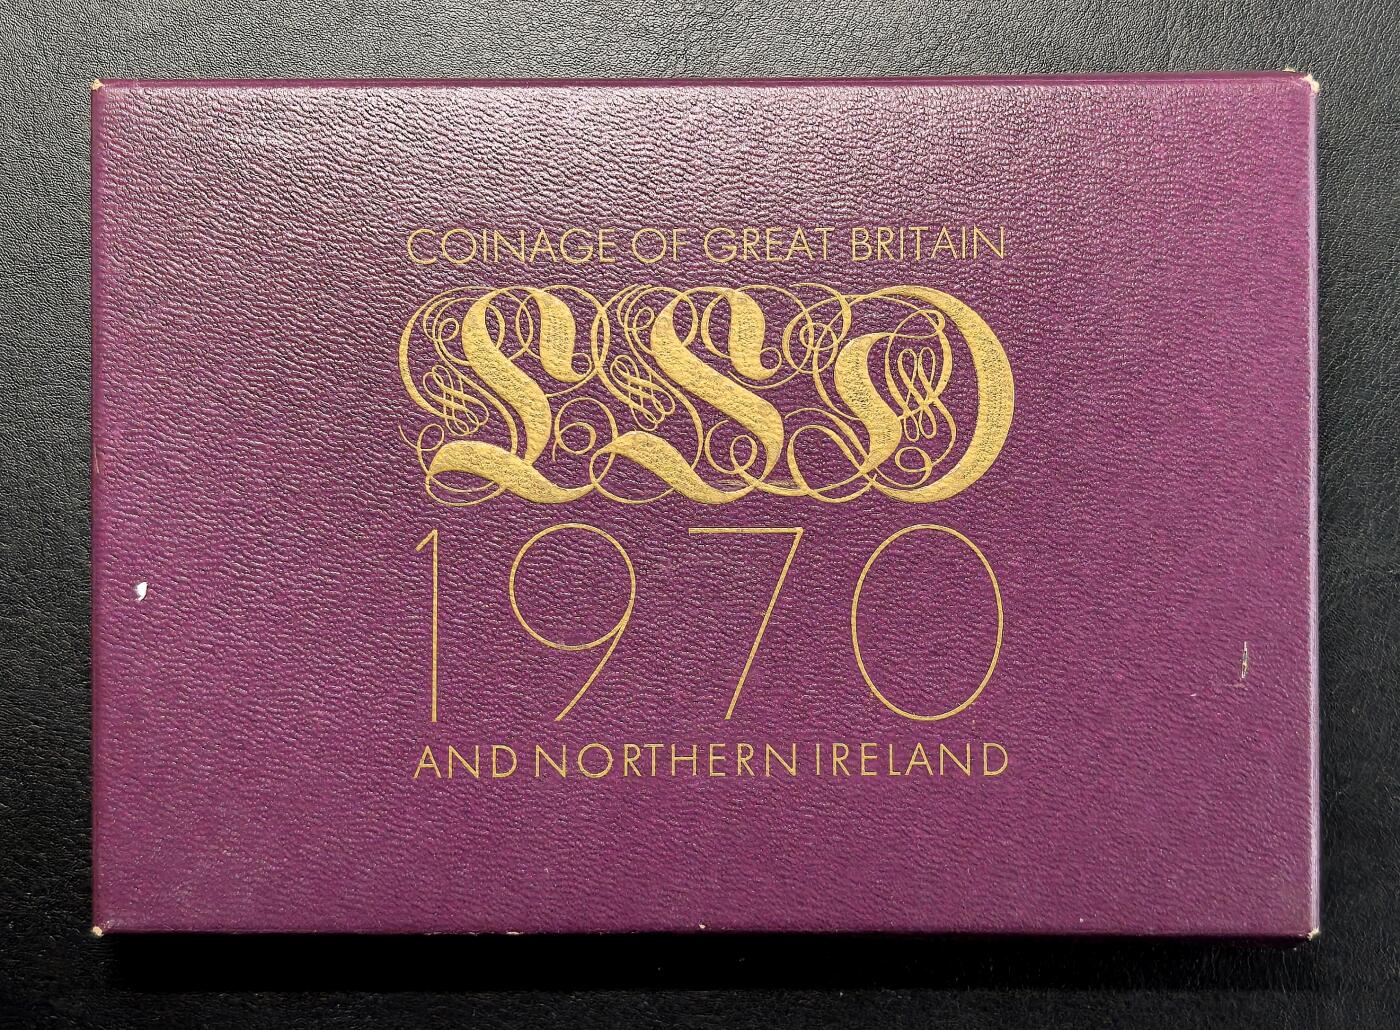 COINAGE OF GREAT BRITAIN
LSD
1970
AND NORTHERN IRELAND